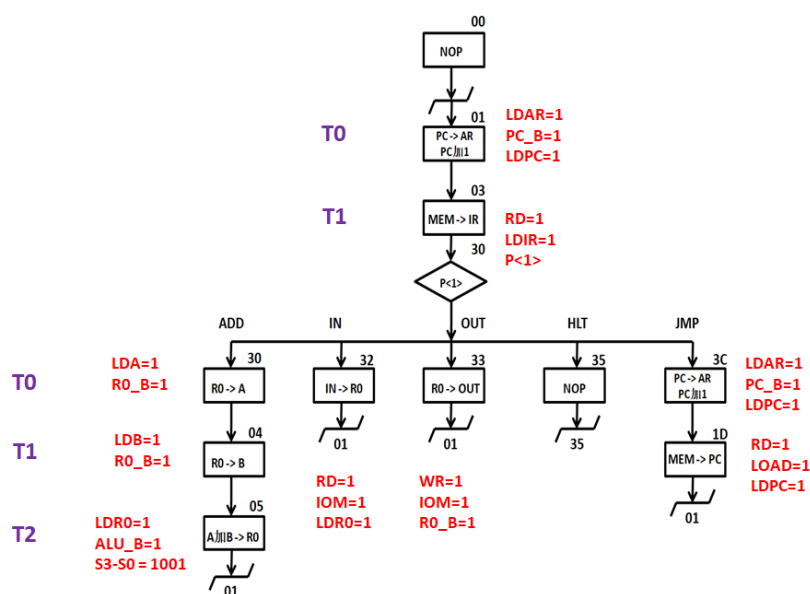 00
NOP
01
T0
PC -> AR
PC加1
LDAR=1
PC_B=1
LDPC=1
03
T1
MEM -> IR
RD=1
LDIR=1
P<1>
30
P<1>
ADD IN OUT HLT JMP
30 32 33 35 3C
T0
LDA=1
R0_B=1
R0 -> A
IN -> R0
R0 -> OUT
NOP
PC -> AR
PC加1
LDAR=1
PC_B=1
LDPC=1
01 01 35
T1
LDB=1
R0_B=1
04
R0 -> B
1D
MEM -> PC
RD=1
LOAD=1
LDPC=1
01
RD=1
IOM=1
LDR0=1
WR=1
IOM=1
R0_B=1
T2
LDR0=1
ALU_B=1
S3-S0 = 1001
05
A加B -> R0
01